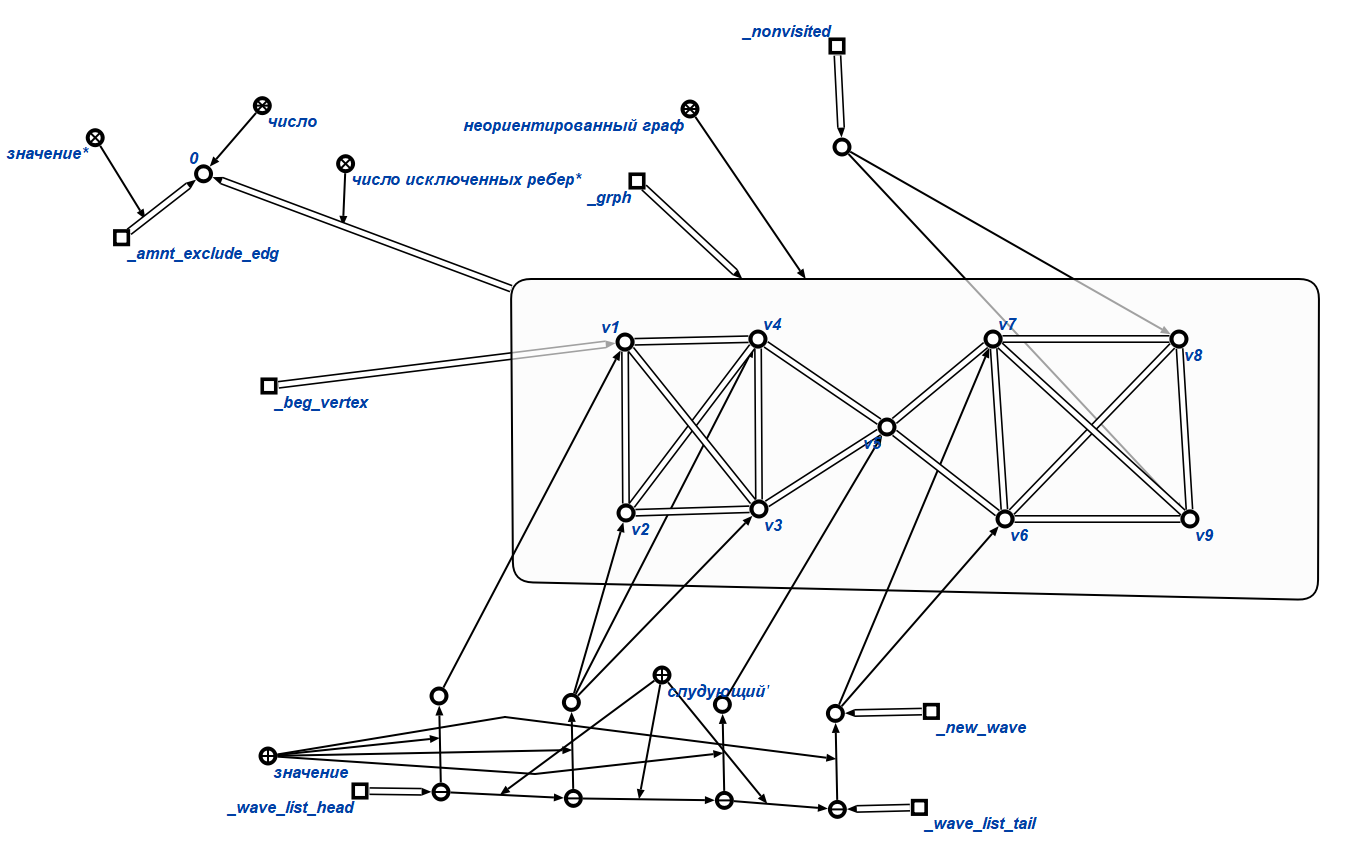 _nonvisited
число
неориентированный граф
значение*
0
число исключенных ребер*
_grph
_amnt_exclude_edg
v1
v4
v7
v8
_beg_vertex
v5
v2
v3
v6
v9
слудующий'
_new_wave
значение
_wave_list_head
_wave_list_tail